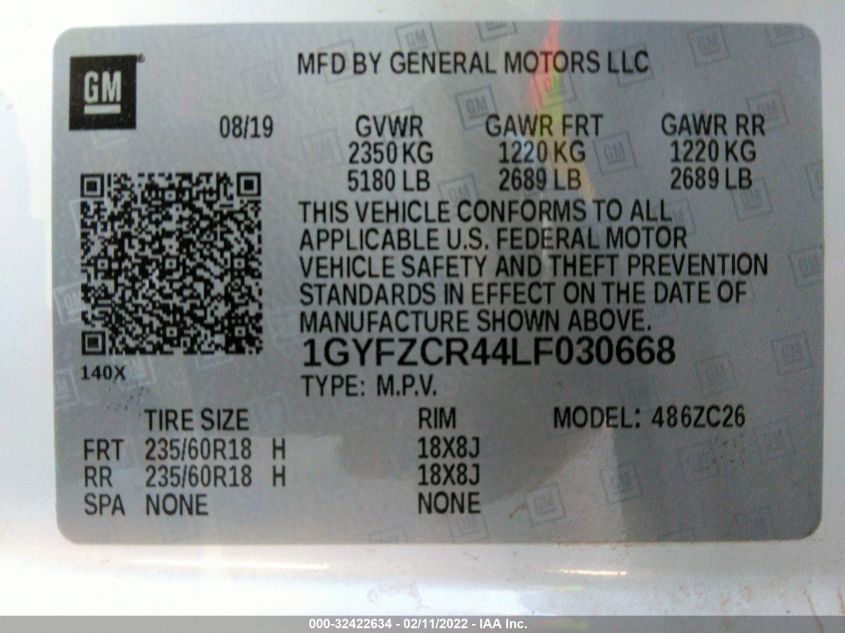 GM
MFD BY GENERAL MOTORS LLC
08/19 GVWR GAWR FRT GAWR RR
2350 KG 1220 KG 1220 KG
5180 LB 2689 LB 2689 LB
THIS VEHICLE CONFORMS TO ALL
APPLICABLE U.S. FEDERAL MOTOR
VEHICLE SAFETY AND THEFT PREVENTION
STANDARDS IN EFFECT ON THE DATE OF
MANUFACTURE SHOWN ABOVE.
1GYFZCR44LF030668
140X
TYPE: M.P.V.
TIRE SIZE RIM MODEL: 486ZC26
FRT 235/60R18 H 18X8J
RR 235/60R18 H 18X8J
SPA NONE NONE
000-32422634 - 02/11/2022 - IAA Inc.